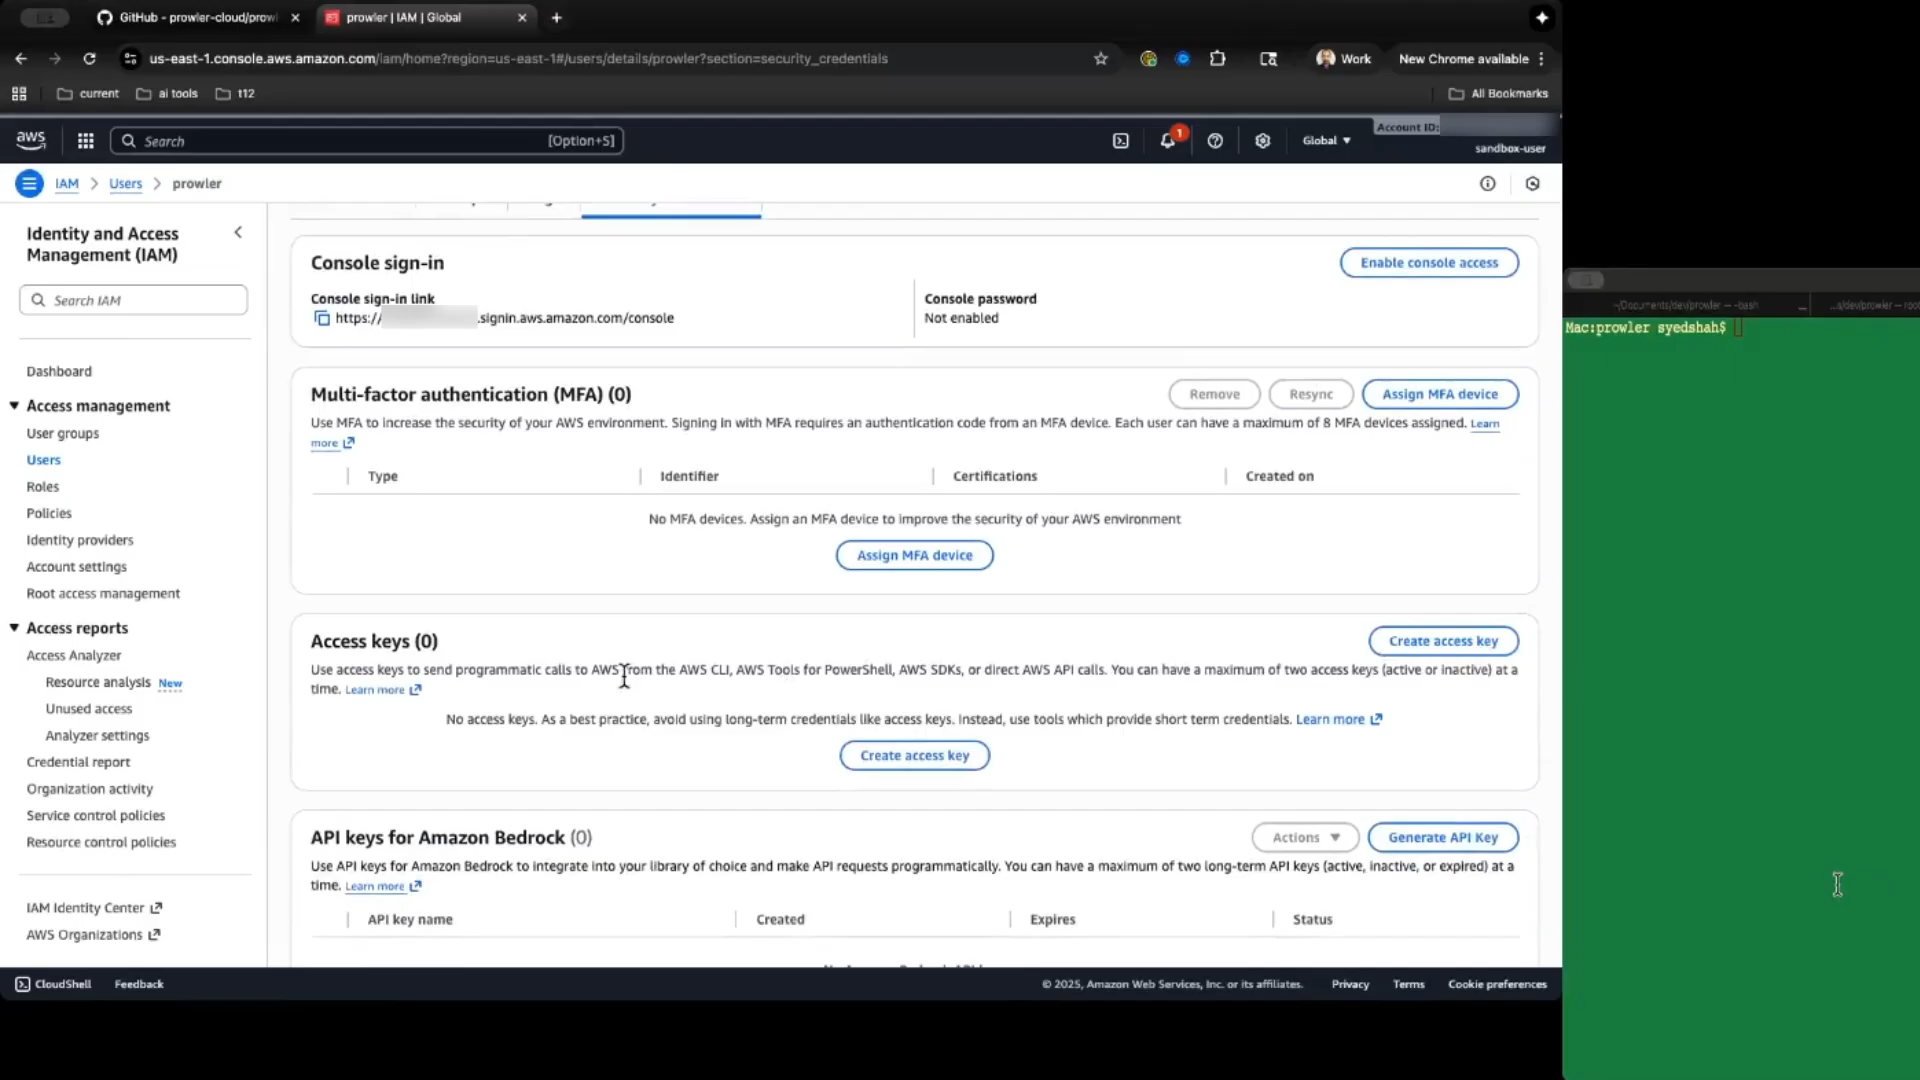 GitHub - prowler-cloud/prowl
prowler | IAM | Global
us-east-1.console.aws.amazon.com/iam/home?region=us-east-1#/users/details/prowler?section=security_credentials
Work
New Chrome available
current
ai tools
112
All Bookmarks
aws
Search
[Option+S]
1
Global
Account ID:
sandbox-user
IAM > Users > prowler
Identity and Access Management (IAM)
Search IAM
Dashboard
Access management
User groups
Users
Roles
Policies
Identity providers
Account settings
Root access management
Access reports
Access Analyzer
Resource analysis New
Unused access
Analyzer settings
Credential report
Organization activity
Service control policies
Resource control policies
IAM Identity Center
AWS Organizations
Console sign-in
Enable console access
Console sign-in link
https:// .signin.aws.amazon.com/console
Console password
Not enabled
Multi-factor authentication (MFA) (0)
Remove
Resync
Assign MFA device
Use MFA to increase the security of your AWS environment. Signing in with MFA requires an authentication code from an MFA device. Each user can have a maximum of 8 MFA devices assigned. Learn
more
Type
Identifier
Certifications
Created on
No MFA devices. Assign an MFA device to improve the security of your AWS environment
Assign MFA device
Access keys (0)
Create access key
Use access keys to send programmatic calls to AWS from the AWS CLI, AWS Tools for PowerShell, AWS SDKs, or direct AWS API calls. You can have a maximum of two access keys (active or inactive) at a
time. Learn more
No access keys. As a best practice, avoid using long-term credentials like access keys. Instead, use tools which provide short term credentials. Learn more
Create access key
API keys for Amazon Bedrock (0)
Actions
Generate API Key
Use API keys for Amazon Bedrock to integrate into your library of choice and make API requests programmatically. You can have a maximum of two long-term API keys (active, inactive, or expired) at a
time. Learn more
API key name
Created
Expires
Status
CloudShell
Feedback
© 2025, Amazon Web Services, Inc. or its affiliates.
Privacy
Terms
Cookie preferences
~/Documents/dev/prowler — -bash
...s/dev/prowler — root
Mac:prowler syedshah$